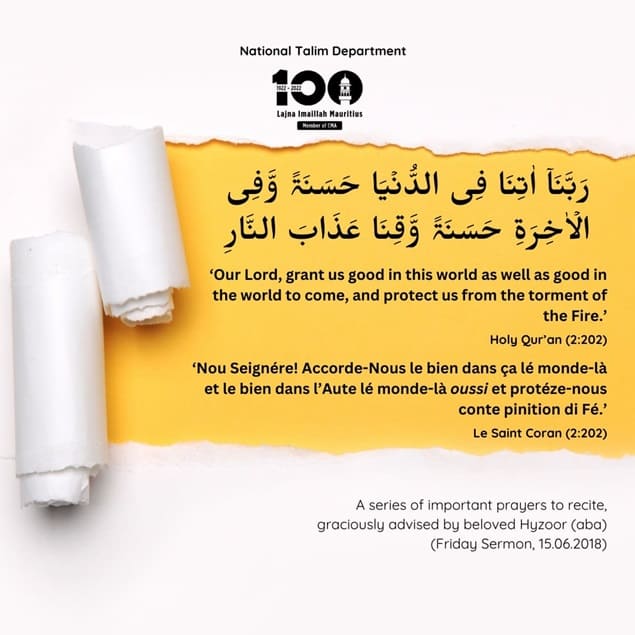 National Talim Department
100
1922 - 2022
Lajna Imaillah Mauritius
Member of CMA
رَبَّنَاۤ اٰتِنَا فِی الدُّنۡیَا حَسَنَۃً وَّفِی
الۡاٰخِرَۃِ حَسَنَۃً وَّقِنَا عَذَابَ النَّارِ
‘Our Lord, grant us good in this world as well as good in
the world to come, and protect us from the torment of
the Fire.’
Holy Qur’an (2:202)
‘Nou Seignére! Accorde-Nous le bien dans ça lé monde-là
et le bien dans l’Aute lé monde-là oussi et protéze-nous
conte pinition di Fé.’
Le Saint Coran (2:202)
A series of important prayers to recite,
graciously advised by beloved Hyzoor (aba)
(Friday Sermon, 15.06.2018)